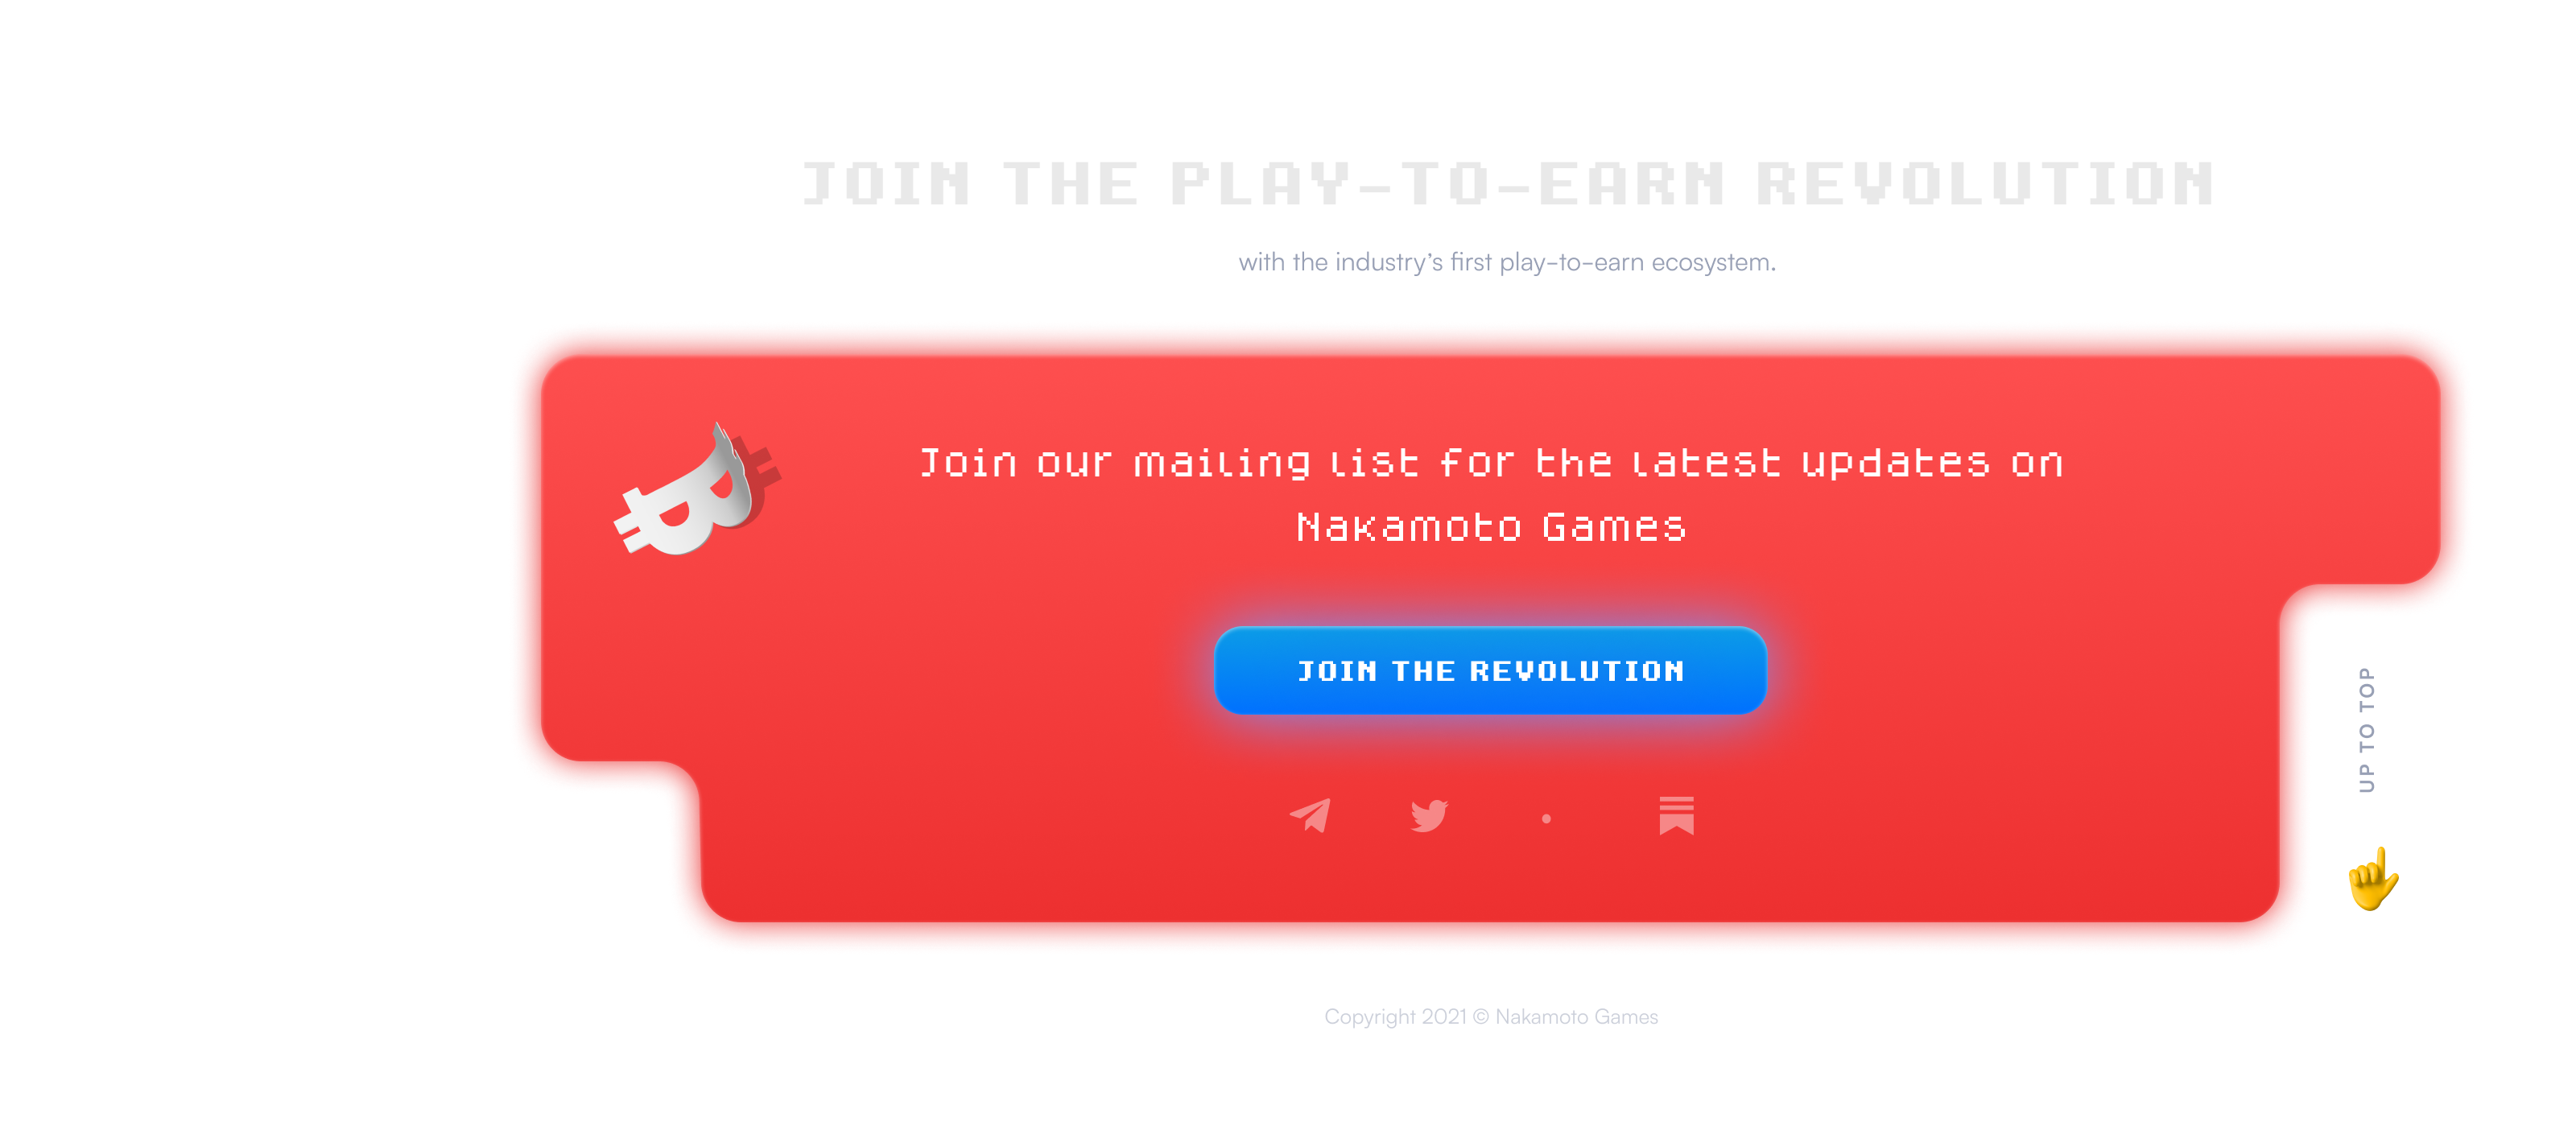 JOIN THE PLAY-TO-EARN REVOLUTION
with the industry’s first play-to-earn ecosystem.
Join our mailing list for the latest updates on
Nakamoto Games
JOIN THE REVOLUTION
UP TO TOP
Copyright 2021 © Nakamoto Games